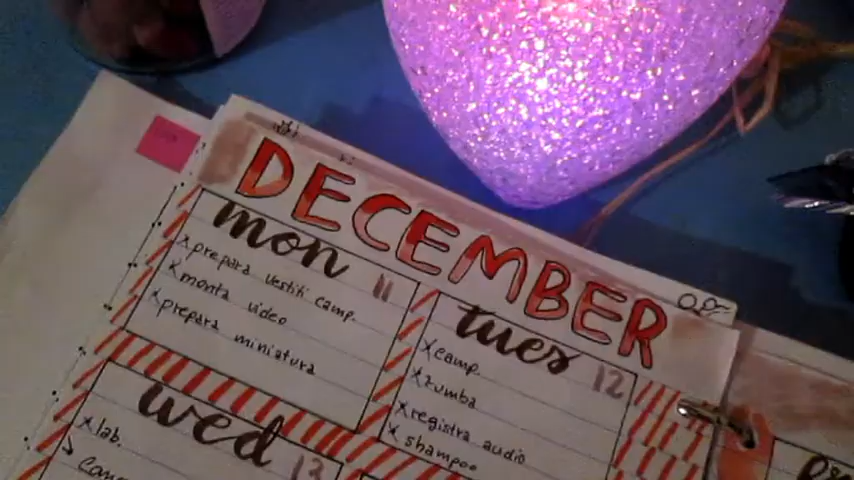 DECEMBER
mon 11
xprepara vestiti camp.
xmonta video
xprepara miniatura
tues 12
xcamp.
xzumba
xregistra audio
xshampoo
wed 13
xlab.